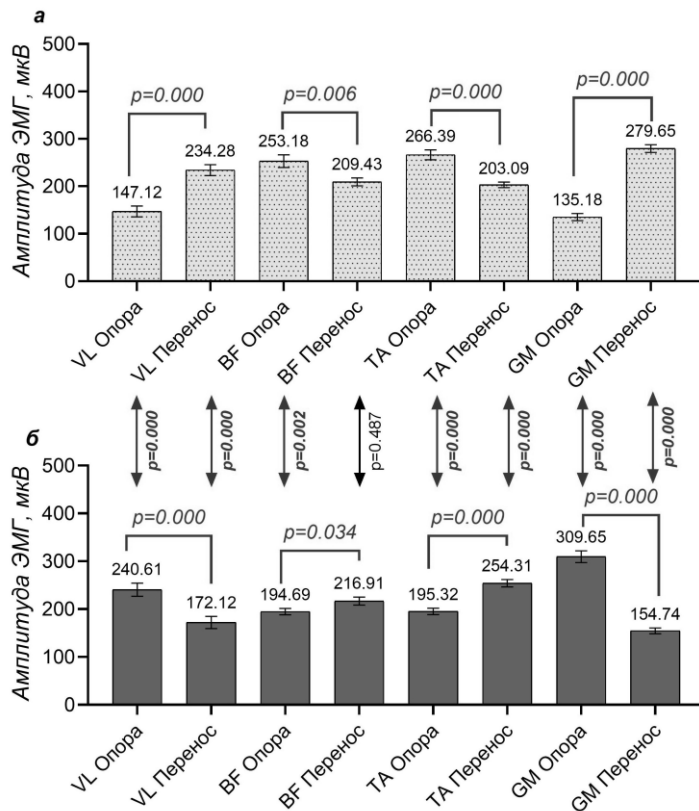 а
Амплитуда ЭМГ, мкВ
500
400
300
200
100
0
p=0.000
p=0.006
p=0.000
p=0.000
147.12
234.28
253.18
209.43
266.39
203.09
135.18
279.65
VL Опора
VL Перенос
BF Опора
BF Перенос
TA Опора
TA Перенос
GM Опора
GM Перенос
p=0.000
p=0.000
p=0.002
p=0.487
p=0.000
p=0.000
p=0.000
p=0.000
б
Амплитуда ЭМГ, мкВ
500
400
300
200
100
0
p=0.000
p=0.034
p=0.000
p=0.000
240.61
172.12
194.69
216.91
195.32
254.31
309.65
154.74
VL Опора
VL Перенос
BF Опора
BF Перенос
TA Опора
TA Перенос
GM Опора
GM Перенос